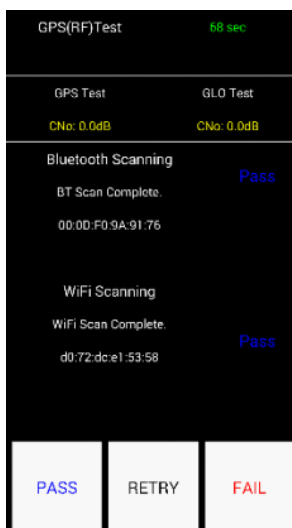 GPS(RF)Test 68 sec
GPS Test GLO Test
CNo: 0.0dB CNo: 0.0dB
Bluetooth Scanning
Pass
BT Scan Complete.
00:0D:F0:9A:91:76
WiFi Scanning
WiFi Scan Complete.
Pass
d0:72:dc:e1:53:58
PASS RETRY FAIL